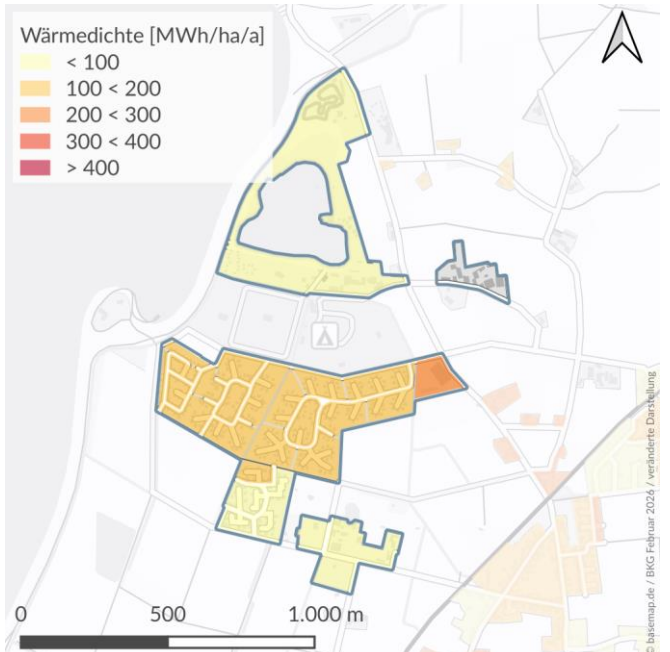 Wärmedichte [MWh/ha/a]
< 100
100 < 200
200 < 300
300 < 400
> 400
0 500 1.000 m
© basemap.de / BKG Februar 2026 / veränderte Darstellung